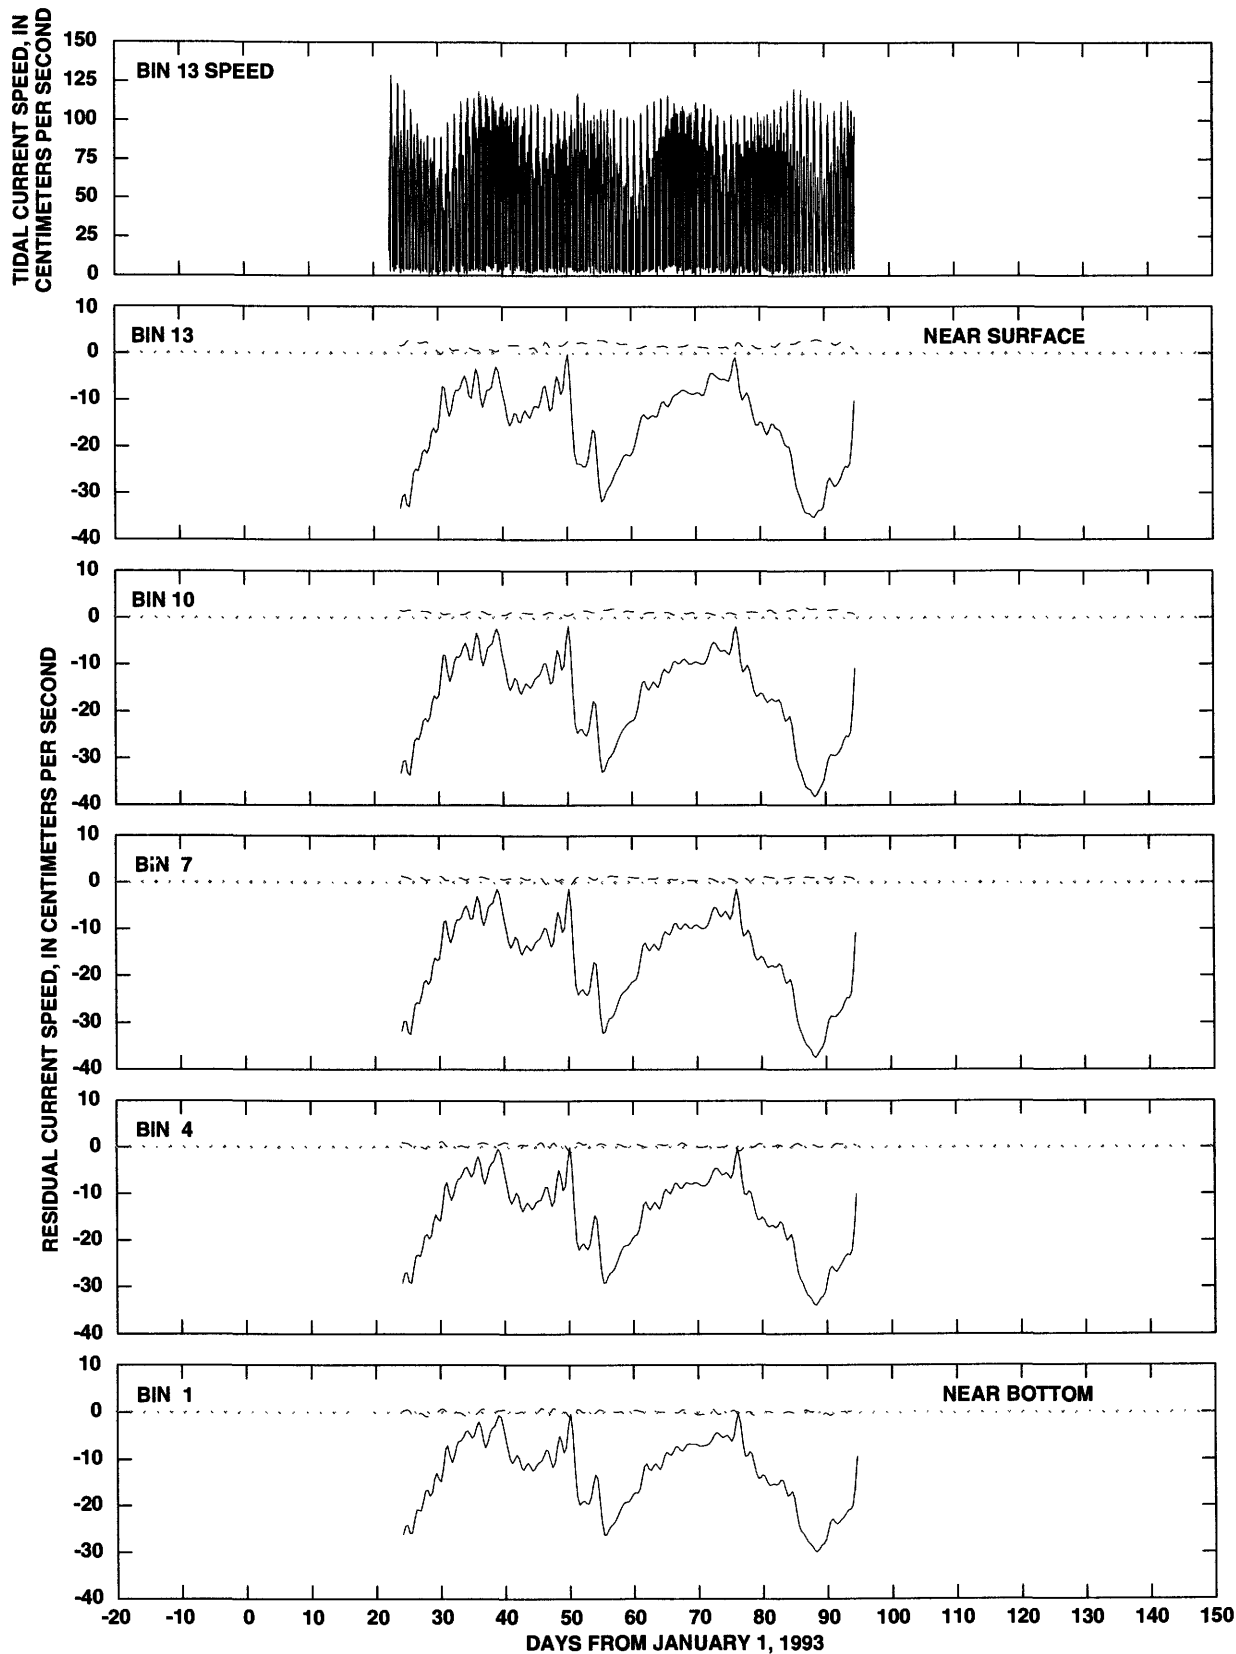 TIDAL CURRENT SPEED, IN
CENTIMETERS PER SECOND
150
125
100
75
50
25
0
BIN 13 SPEED
10
0
-10
-20
-30
-40
BIN 13
NEAR SURFACE
10
0
-10
-20
-30
-40
BIN 10
RESIDUAL CURRENT SPEED, IN CENTIMETERS PER SECOND
10
0
-10
-20
-30
-40
BIN 7
10
0
-10
-20
-30
-40
BIN 4
10
0
-10
-20
-30
-40
BIN 1
NEAR BOTTOM
-20 -10 0 10 20 30 40 50 60 70 80 90 100 110 120 130 140 150
DAYS FROM JANUARY 1, 1993